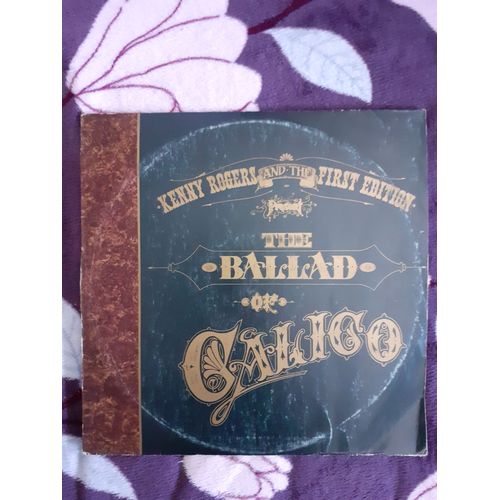 KENNY ROGERS AND THE FIRST EDITION
Present
THE
BALLAD
OF
CALICO